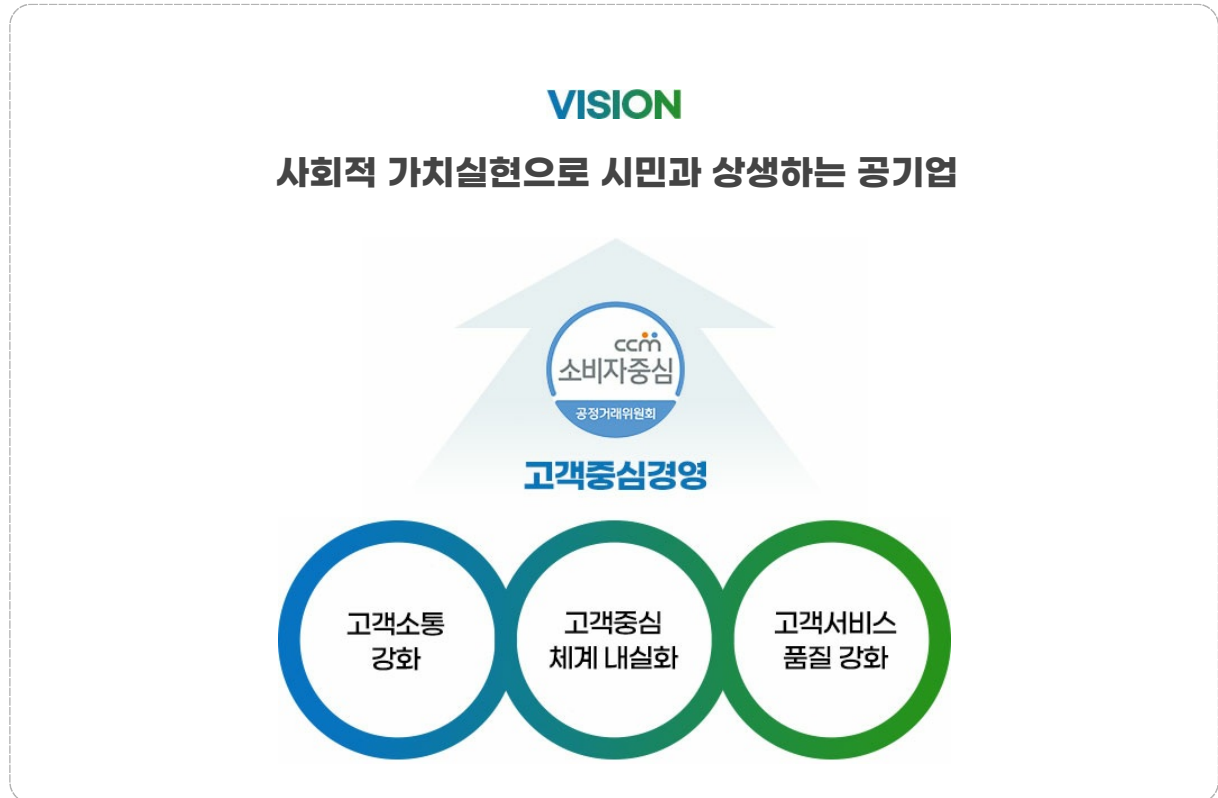 VISION
사회적 가치실현으로 시민과 상생하는 공기업
ccm
소비자중심
공정거래위원회
고객중심경영
고객소통
강화
고객중심
체계 내실화
고객서비스
품질 강화